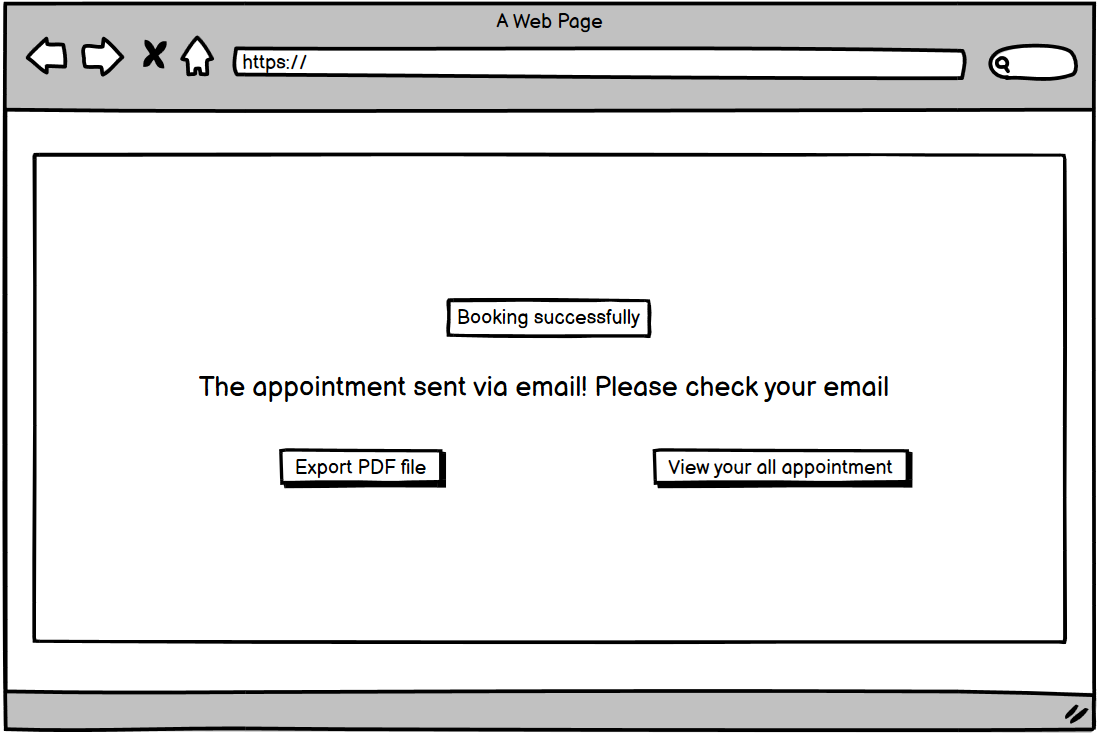 A Web Page
https://
Booking successfully
The appointment sent via email! Please check your email
Export PDF file
View your all appointment